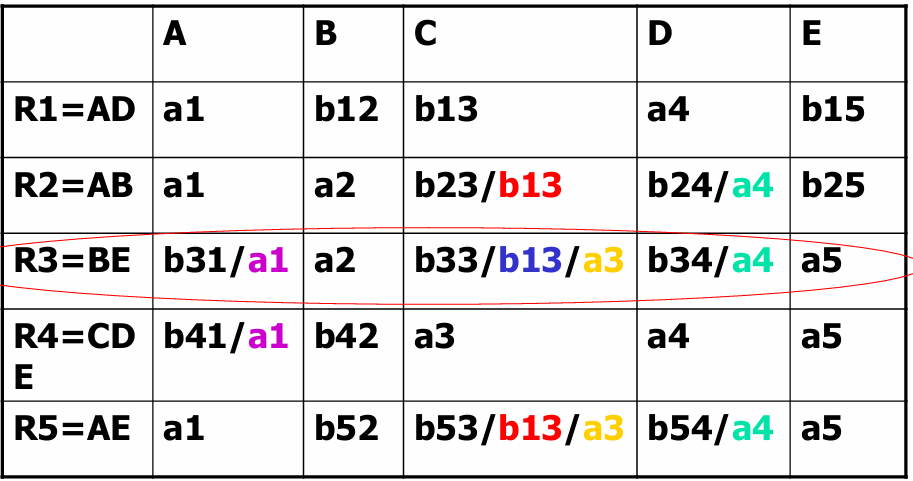 A B C D E
R1=AD a1 b12 b13 a4 b15
R2=AB a1 a2 b23/b13 b24/a4 b25
R3=BE b31/a1 a2 b33/b13/a3 b34/a4 a5
R4=CD b41/a1 b42 a3 a4 a5
E
R5=AE a1 b52 b53/b13/a3 b54/a4 a5